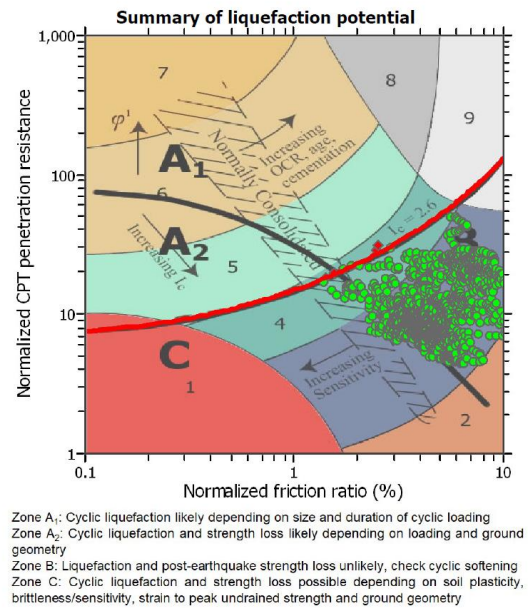 Summary of liquefaction potential
1,000
100
10
1
0.1
1
10
Normalized CPT penetration resistance
Normalized friction ratio (%)
7
8
9
φ'
A1
Normally Consolidated
Increasing
OCR, age,
cementation
6
A2
Increasing Ic
5
Ic = 2.6
B
4
C
1
Increasing
Sensitivity
2
Zone A1: Cyclic liquefaction likely depending on size and duration of cyclic loading
Zone A2: Cyclic liquefaction and strength loss likely depending on loading and ground
geometry
Zone B: Liquefaction and post-earthquake strength loss unlikely, check cyclic softening
Zone C: Cyclic liquefaction and strength loss possible depending on soil plasticity,
brittleness/sensitivity, strain to peak undrained strength and ground geometry